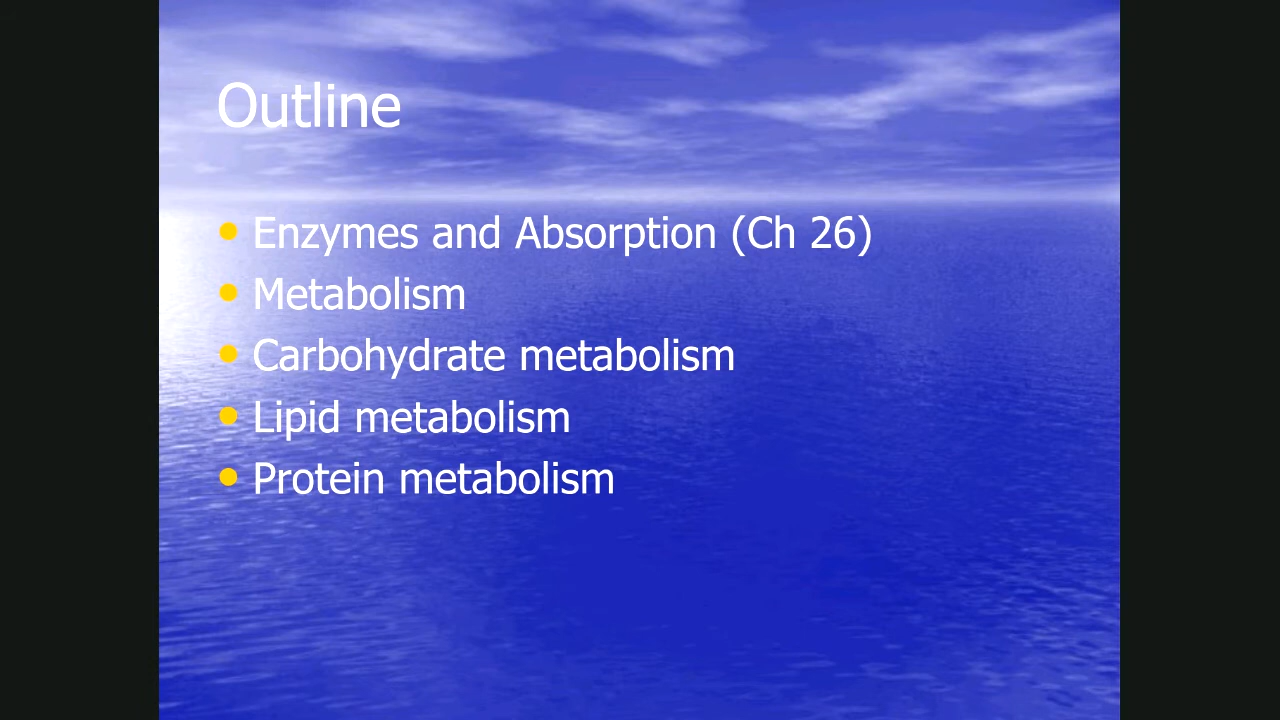 Outline
• Enzymes and Absorption (Ch 26)
• Metabolism
• Carbohydrate metabolism
• Lipid metabolism
• Protein metabolism